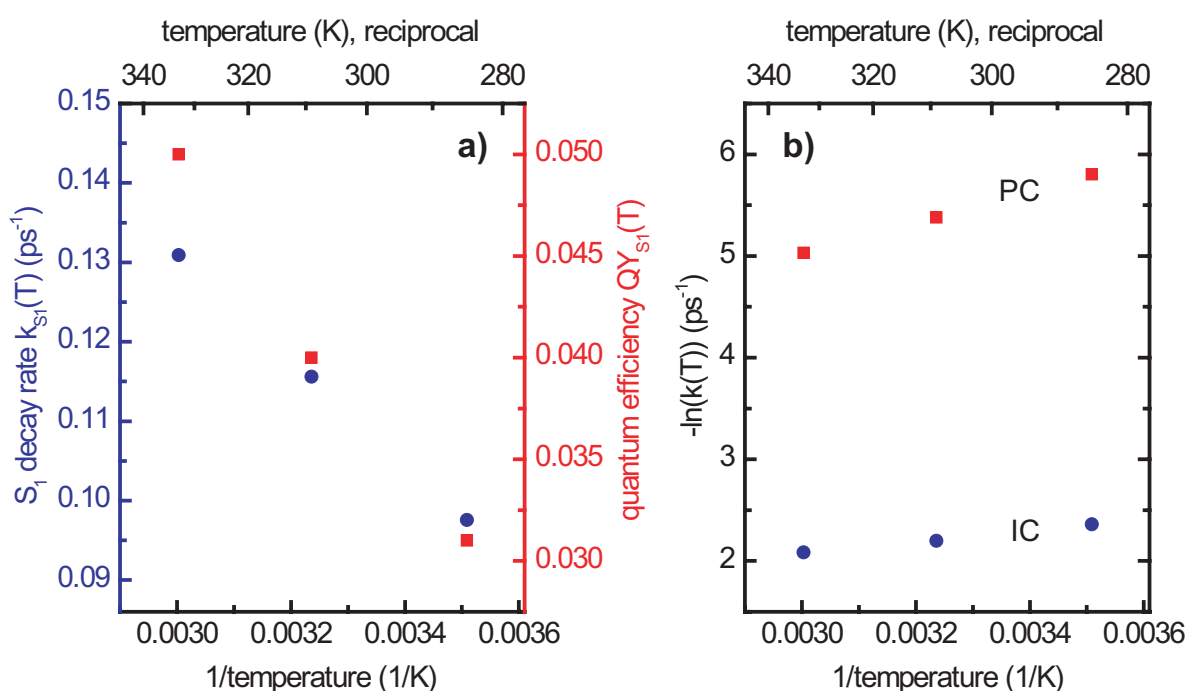 temperature (K), reciprocal
340 320 300 280
0.15
0.14
0.13
0.12
0.11
0.10
0.09
S1 decay rate kS1(T) (ps-1)
a)
0.050
0.045
0.040
0.035
0.030
quantum efficiency QYS1(T)
0.0030 0.0032 0.0034 0.0036
1/temperature (1/K)
temperature (K), reciprocal
340 320 300 280
6
5
4
3
2
-ln(k(T)) (ps-1)
b)
PC
IC
0.0030 0.0032 0.0034 0.0036
1/temperature (1/K)